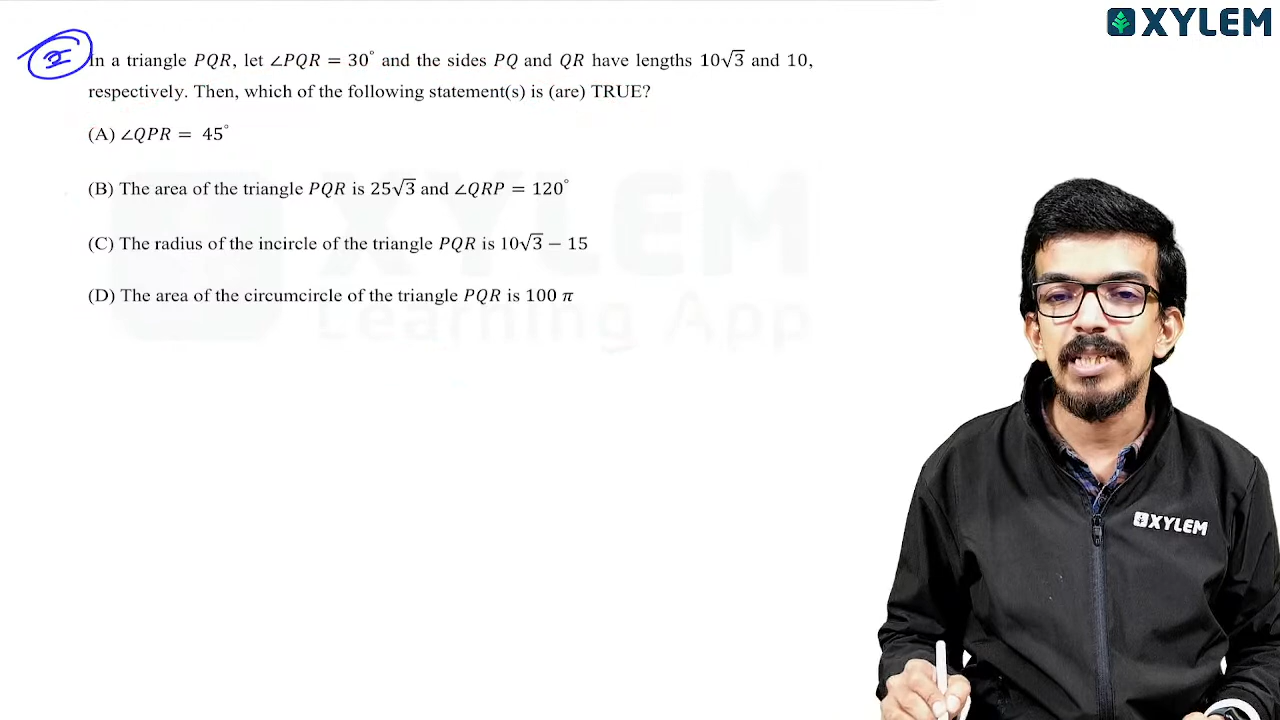 XYLEM
In a triangle PQR, let ∠PQR = 30° and the sides PQ and QR have lengths 10√3 and 10,
respectively. Then, which of the following statement(s) is (are) TRUE?
(A) ∠QPR = 45°
(B) The area of the triangle PQR is 25√3 and ∠QRP = 120°
(C) The radius of the incircle of the triangle PQR is 10√3 − 15
(D) The area of the circumcircle of the triangle PQR is 100 π
XYLEM
Learning App
XYLEM